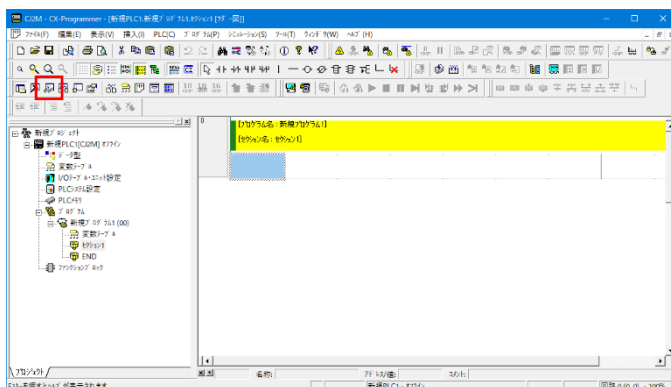 CJ2M - CX-Programmer - [新規PLC1.新規ﾌﾟﾛｸﾞﾗﾑ1.ｾｸｼｮﾝ1 [ﾗﾀﾞｰ図]]
ﾌｧｲﾙ(F) 編集(E) 表示(V) 挿入(I) PLC(C) ﾌﾟﾛｸﾞﾗﾑ(P) ｼﾐｭﾚｰｼｮﾝ(S) ﾂｰﾙ(T) ｳｨﾝﾄﾞｳ(W) ﾍﾙﾌﾟ(H)
新規ﾌﾟﾛｼﾞｪｸﾄ
新規PLC1[CJ2M] ｵﾌﾗｲﾝ
ﾃﾞｰﾀ型
変数ﾃｰﾌﾞﾙ
I/Oﾃｰﾌﾞﾙ・ﾕﾆｯﾄ設定
PLCｼｽﾃﾑ設定
PLCﾒﾓﾘ
ﾌﾟﾛｸﾞﾗﾑ
新規ﾌﾟﾛｸﾞﾗﾑ1 (00)
変数ﾃｰﾌﾞﾙ
ｾｸｼｮﾝ1
END
ﾌｧﾝｸｼｮﾝﾌﾞﾛｯｸ
0
[ﾌﾟﾛｸﾞﾗﾑ名 : 新規ﾌﾟﾛｸﾞﾗﾑ1]
[ｾｸｼｮﾝ名 : ｾｸｼｮﾝ1]
ﾌﾟﾛｼﾞｪｸﾄ
名称:
ｱﾄﾞﾚｽ/値:
ｺﾒﾝﾄ:
新規PLC1 - ｵﾌﾗｲﾝ
回路 0 (0, 0) - 100%